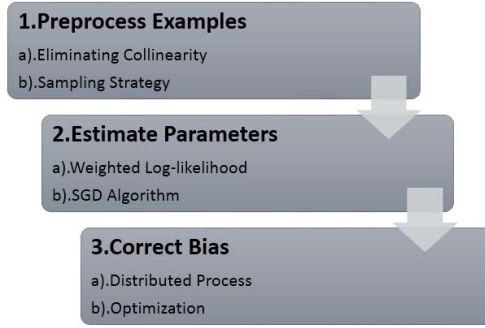 1.Preprocess Examples
a).Eliminating Collinearity
b).Sampling Strategy
2.Estimate Parameters
a).Weighted Log-likelihood
b).SGD Algorithm
3.Correct Bias
a).Distributed Process
b).Optimization